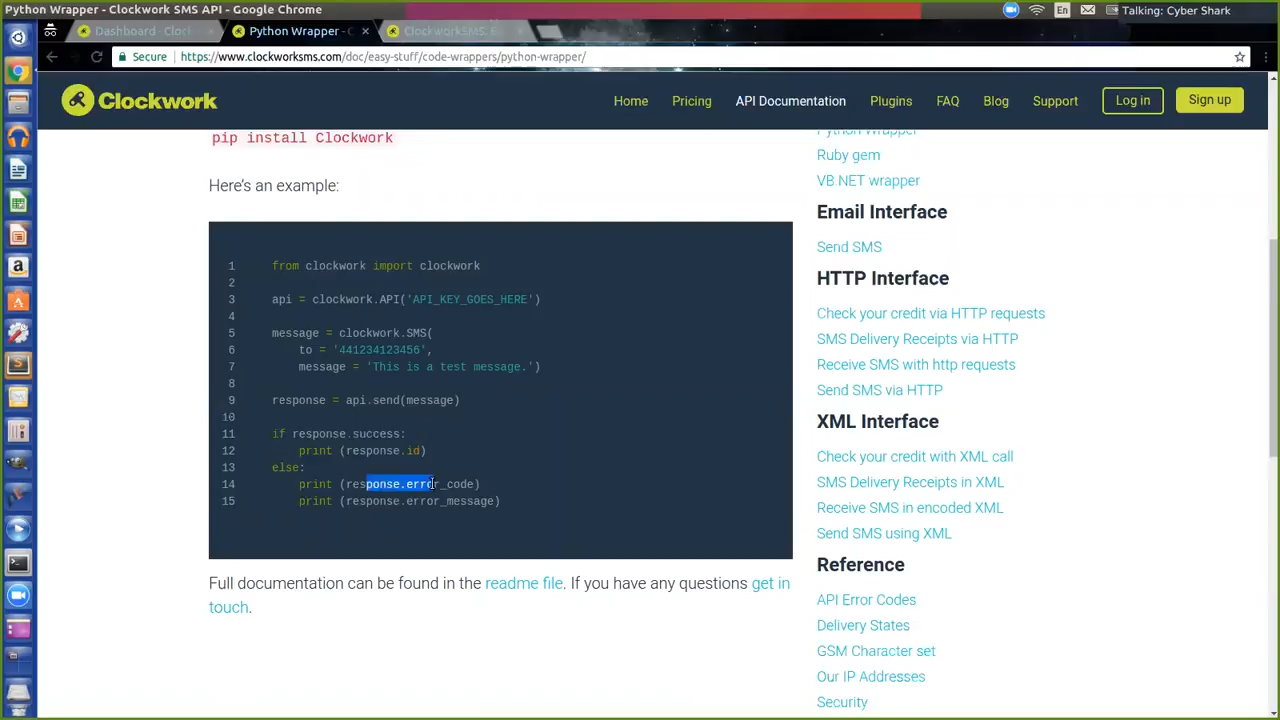 Python Wrapper - Clockwork SMS API - Google Chrome
En
Talking: Cyber Shark
Dashboard - Clock
Python Wrapper - C
ClockworkSMS. E
Secure
https://www.clockworksms.com/doc/easy-stuff/code-wrappers/python-wrapper/
Clockwork
Home
Pricing
API Documentation
Plugins
FAQ
Blog
Support
Log in
Sign up
pip install Clockwork
Here's an example:
1 from clockwork import clockwork
2
3 api = clockwork.API('API_KEY_GOES_HERE')
4
5 message = clockwork.SMS(
6 to = '441234123456',
7 message = 'This is a test message.')
8
9 response = api.send(message)
10
11 if response.success:
12 print (response.id)
13 else:
14 print (response.error_code)
15 print (response.error_message)
Full documentation can be found in the readme file. If you have any questions get in
touch.
Python Wrapper
Ruby gem
VB.NET wrapper
Email Interface
Send SMS
HTTP Interface
Check your credit via HTTP requests
SMS Delivery Receipts via HTTP
Receive SMS with http requests
Send SMS via HTTP
XML Interface
Check your credit with XML call
SMS Delivery Receipts in XML
Receive SMS in encoded XML
Send SMS using XML
Reference
API Error Codes
Delivery States
GSM Character set
Our IP Addresses
Security